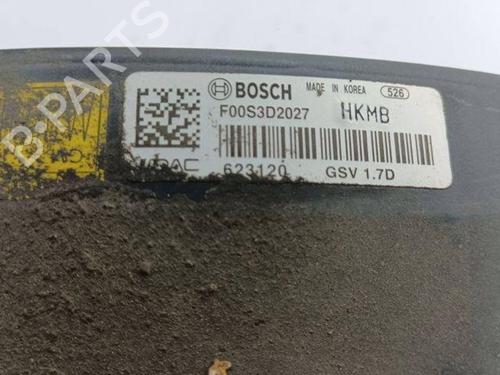 BOSCH MADE IN KOREA 526
F00S3D2027 HKMB
623120 GSV 1.7D
B-PARTS